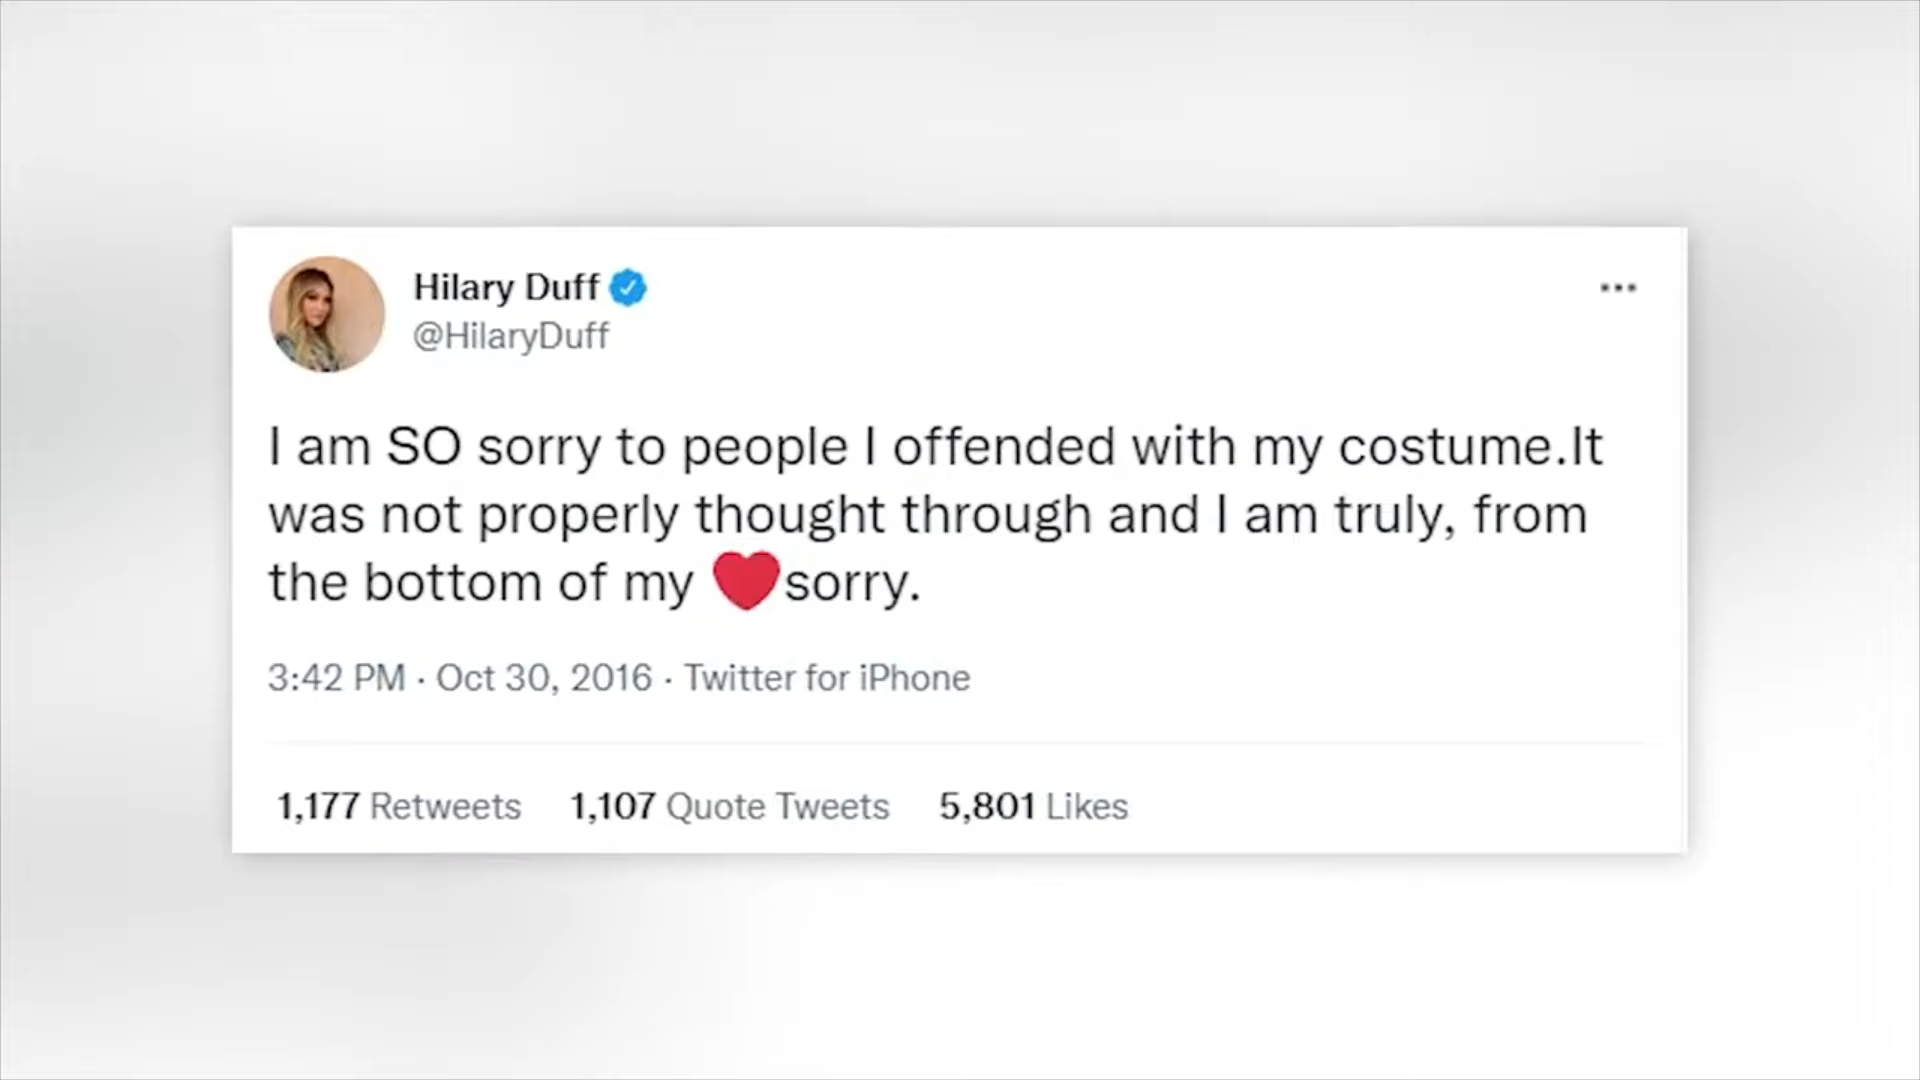 Hilary Duff
@HilaryDuff
I am SO sorry to people I offended with my costume.It
was not properly thought through and I am truly, from
the bottom of my ❤️sorry.
3:42 PM · Oct 30, 2016 · Twitter for iPhone
1,177 Retweets 1,107 Quote Tweets 5,801 Likes